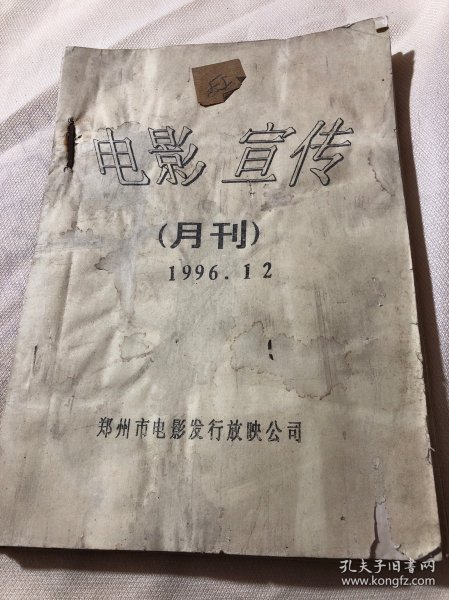 电影 宣传
(月刊)
1996.12
郑州市电影发行放映公司
孔夫子旧书网
www.kongfz.com